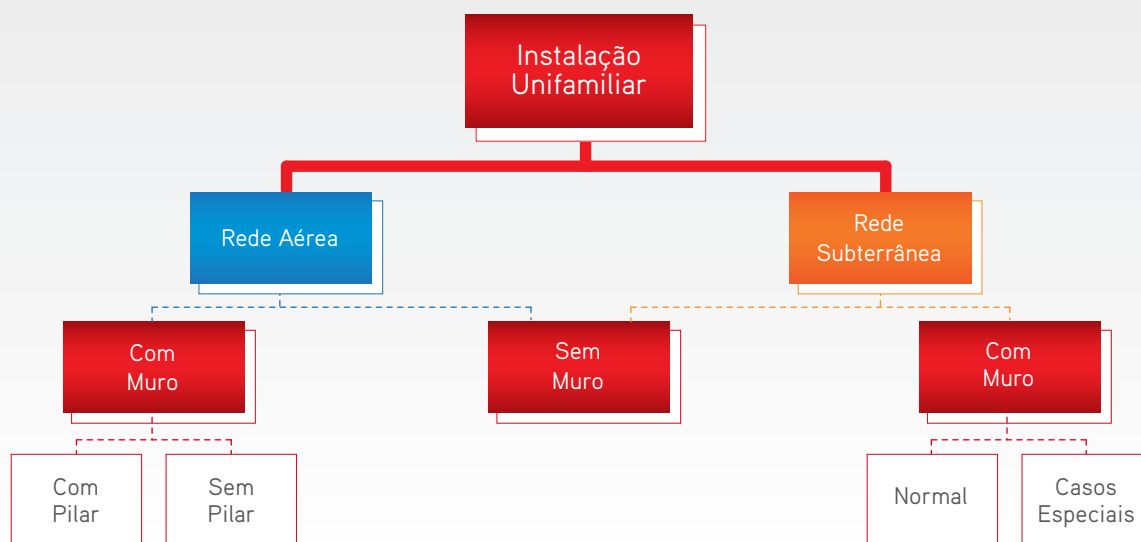 Instalação
Unifamiliar
Rede Aérea
Rede
Subterrânea
Com
Muro
Sem
Muro
Com
Muro
Com
Pilar
Sem
Pilar
Normal
Casos
Especiais